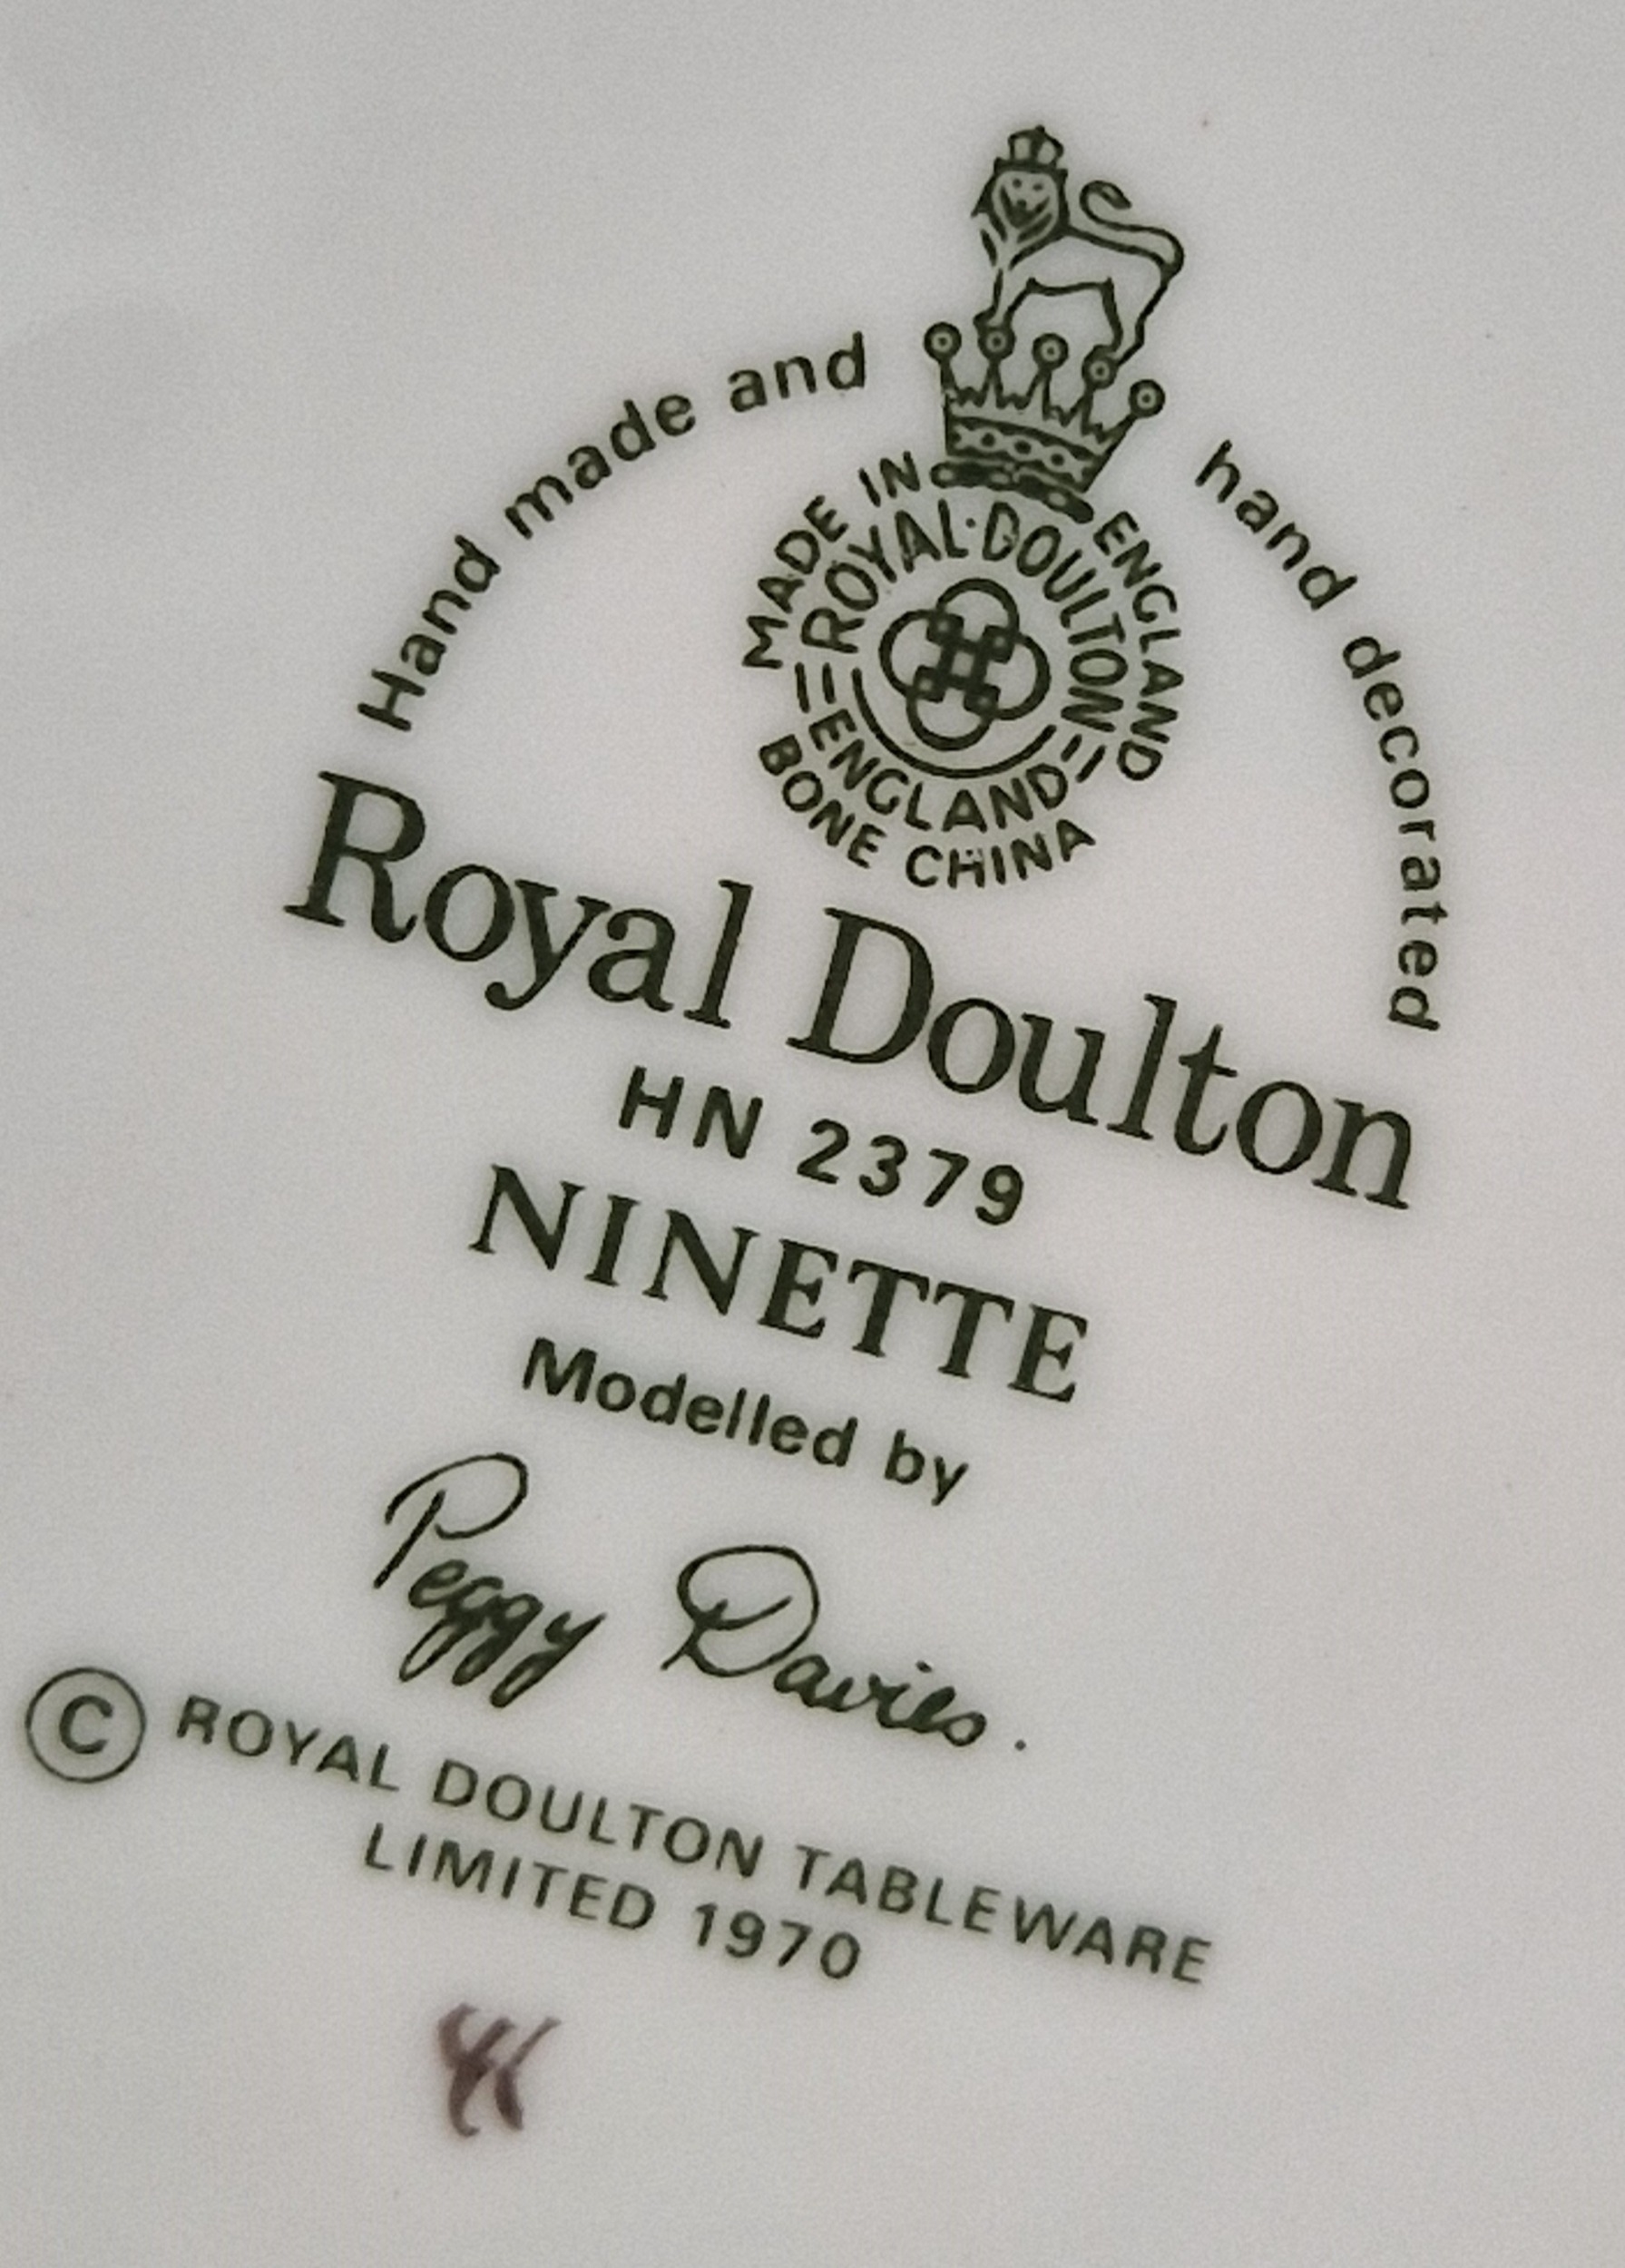 Hand made and hand decorated
MADE IN ENGLAND
ROYAL·DOULTON
ENGLAND
BONE CHINA
Royal Doulton
HN 2379
NINETTE
Modelled by
Peggy Davies.
© ROYAL DOULTON TABLEWARE
LIMITED 1970